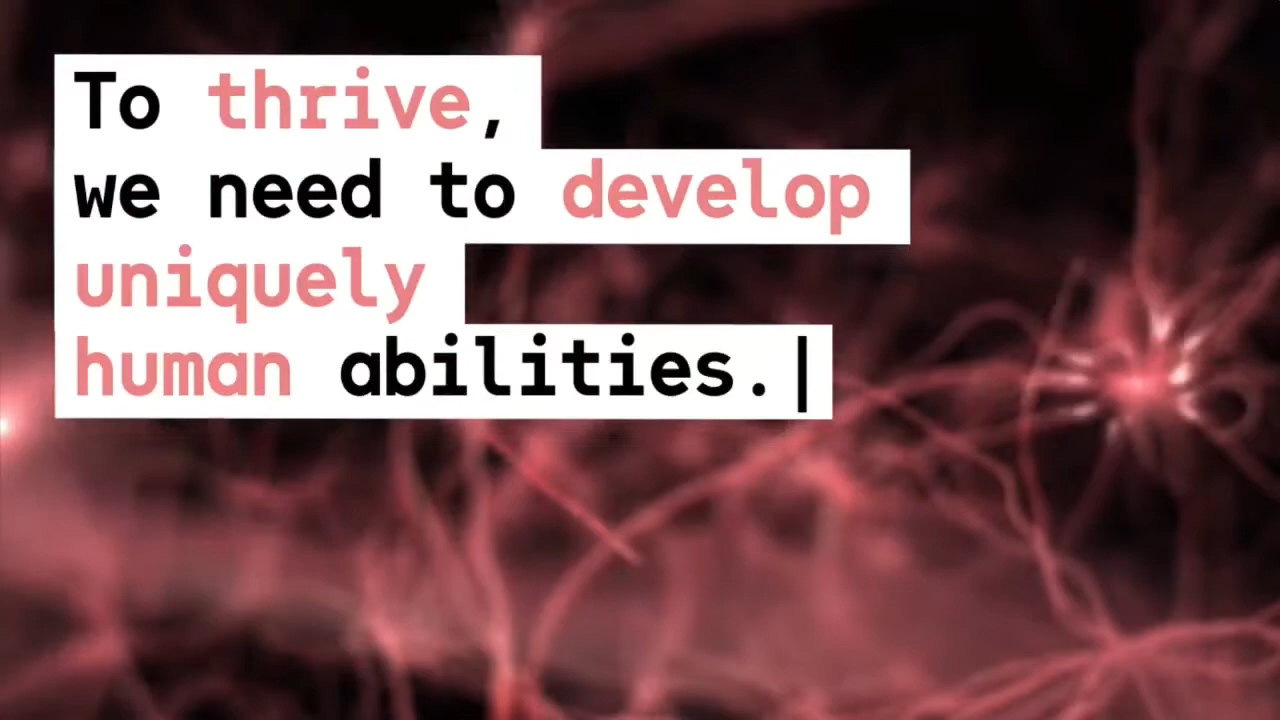 To thrive,
we need to develop
uniquely
human abilities.|